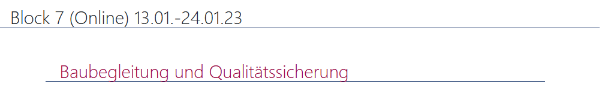 Block 7 (Online) 13.01.-24.01.23
Baubegleitung und Qualitätssicherung